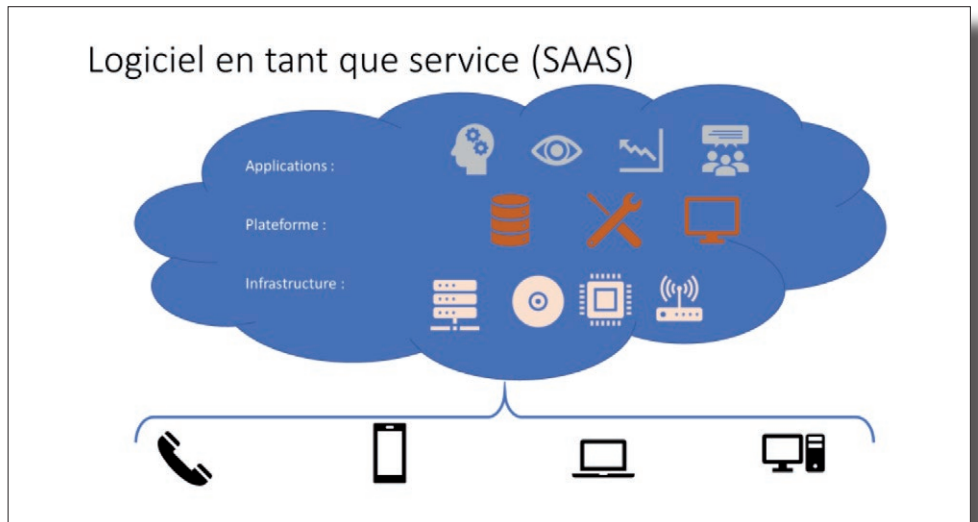 Logiciel en tant que service (SAAS)
Applications :
Plateforme :
Infrastructure :